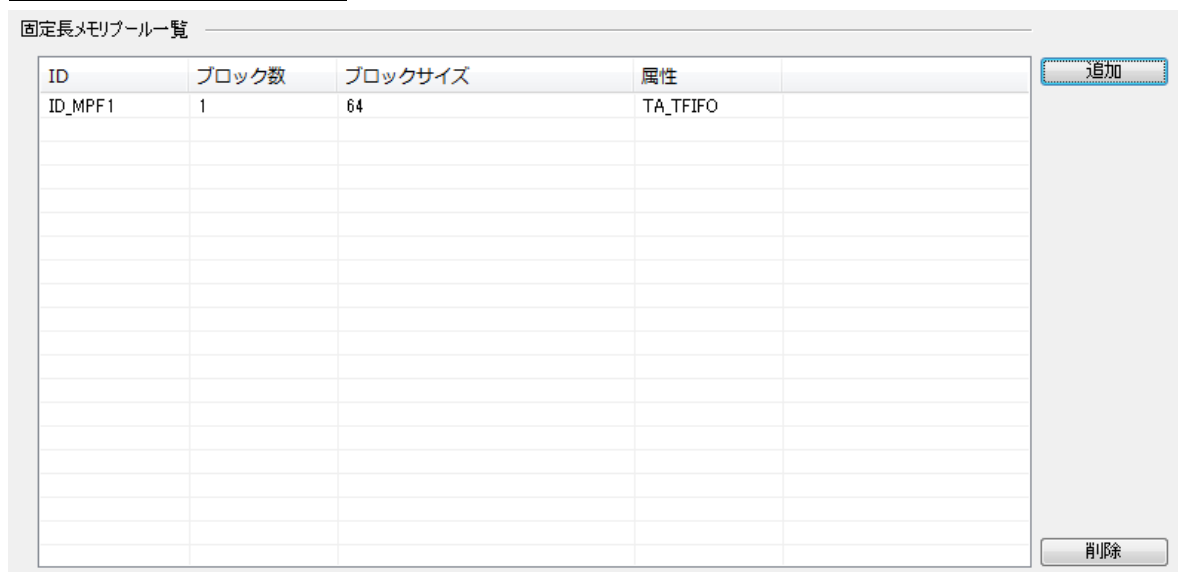 固定長メモリプール一覧
ID ブロック数 ブロックサイズ 属性 追加
ID_MPF1 1 64 TA_TFIFO
削除